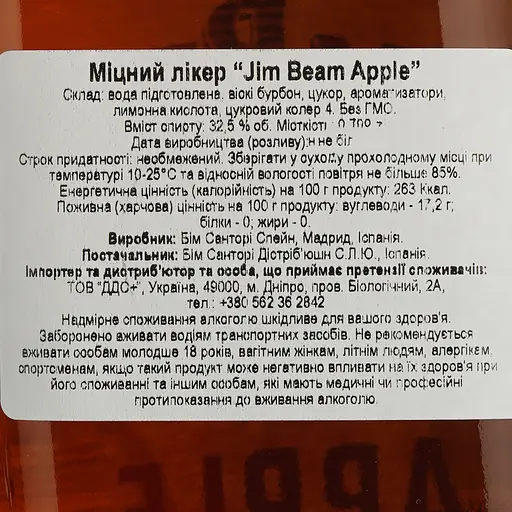 Міцний лікер "Jim Beam Apple"
Склад: вода підготовлена, віскі бурбон, цукор, ароматизатори,
лимонна кислота, цукровий колер 4. Без ГМО.
Вміст спирту: 32,5 % об. Місткість: 0,700
Дата виробництва (розливу):
Строк придатності: необмежений. Зберігати у сухому прохолодному місці при
температурі 10-25°С та відносній вологості повітря не більше 85%.
Енергетична цінність (калорійність) на 100 г продукту: 263 Ккал.
Поживна (харчова) цінність на 100 г продукту: вуглеводи - 17,2 г;
білки - 0; жири - 0.
Виробник: Бім Санторі Спейн, Мадрид, Іспанія.
Постачальник: Бім Санторі Дістріб'юшн С.Л.Ю., Іспанія.
Імпортер та дистриб'ютор та особа, що приймає претензії споживачів:
ТОВ "ДДС+", Україна, 49000, м. Дніпро, пров. Біологічний, 2А,
тел.: +380 562 36 2842
Надмірне споживання алкоголю шкідливе для вашого здоров'я.
Заборонено вживати водіям транспортних засобів. Не рекомендується
вживати особам молодше 18 років, вагітним жінкам, літнім людям, алергікам,
спортсменам, якщо такий продукт може негативно впливати на їх здоров'я при
його споживанні та іншим особам, які мають медичні чи професійні
протипоказання до вживання алкоголю.
APPLE